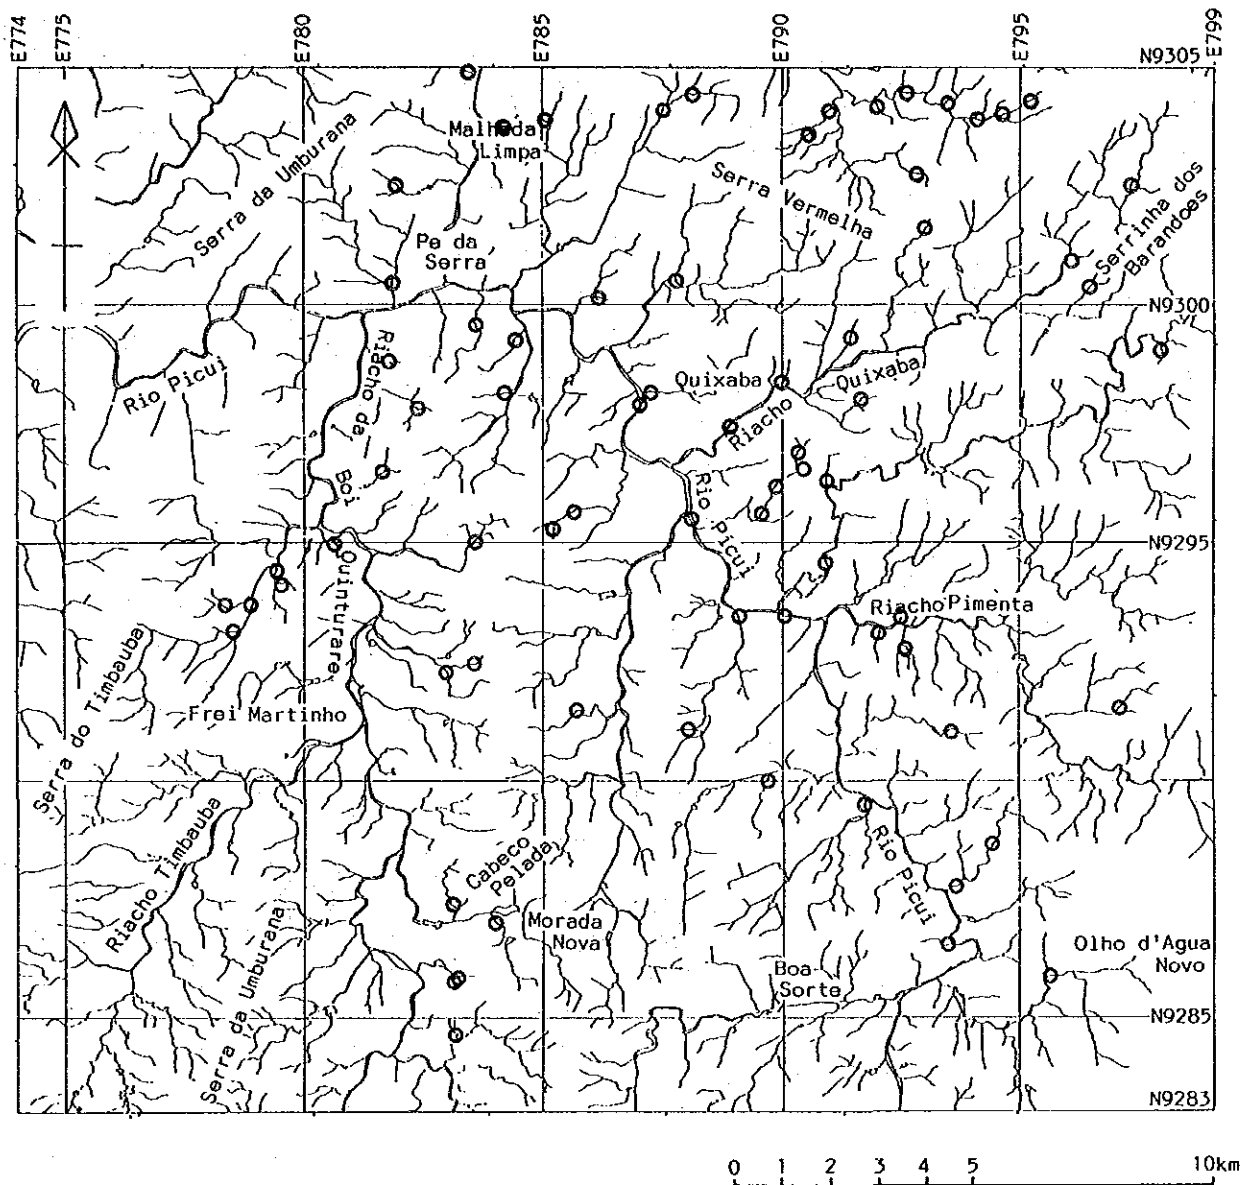 E774
E775
E780
E785
E790
E795
E799
N9305
Malhada
Limpa
Serra da Umburana
Serra Vermelha
Serrinha dos
Barandoes
Pe da
Serra
N9300
Riacho da
Boi
Rio Picui
Quixaba
Quixaba
Riacho
Rio Picui
N9295
Quinturare
Riacho Pimenta
Serra do Timbauba
Frei Martinho
Riacho Timbauba
Cabeco
Pelada
Rio Picui
Serra da Umburana
Morada
Nova
Olho d'Agua
Novo
Boa
Sorte
N9285
N9283
0 1 2 3 4 5 10km